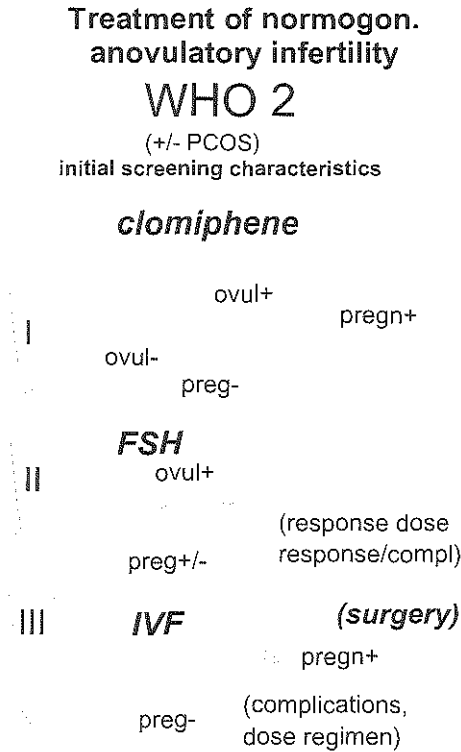 Treatment of normogon.
anovulatory infertility
WHO 2
(+/- PCOS)
initial screening characteristics
clomiphene
ovul+
pregn+
I
ovul-
preg-
FSH
II
ovul+
(response dose
preg+/-
response/compl)
III
IVF
(surgery)
pregn+
(complications,
preg-
dose regimen)